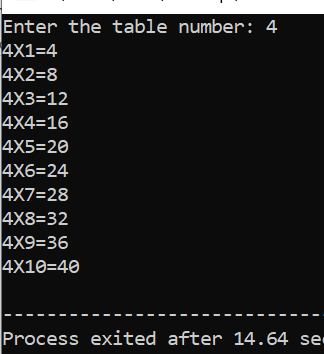 Enter the table number: 4
4X1=4
4X2=8
4X3=12
4X4=16
4X5=20
4X6=24
4X7=28
4X8=32
4X9=36
4X10=40
-----------------------------
Process exited after 14.64